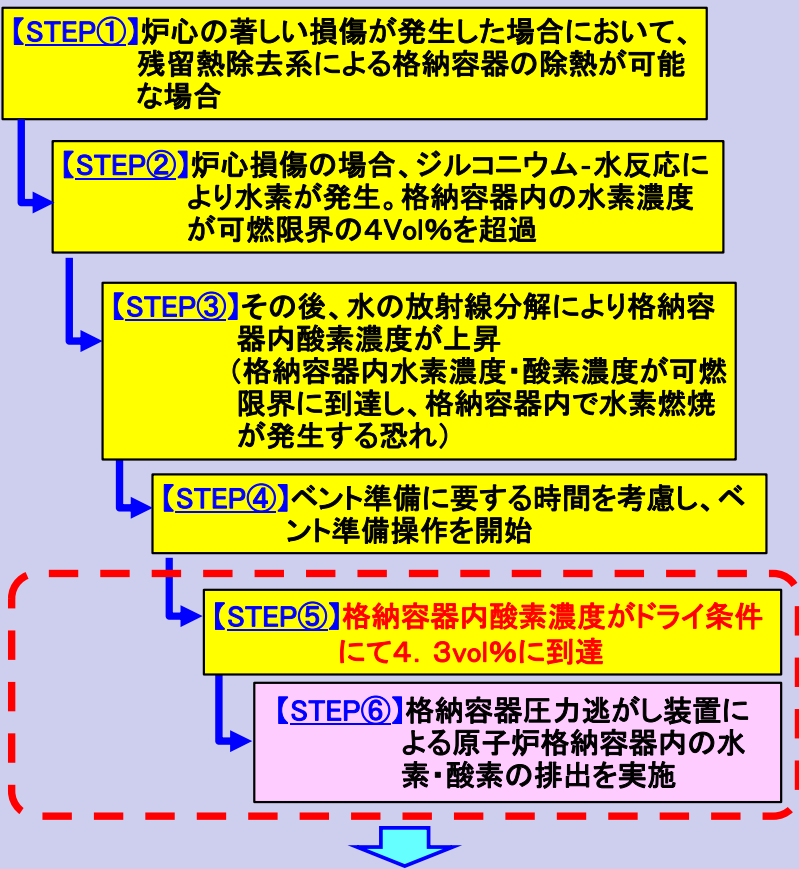 【STEP①】炉心の著しい損傷が発生した場合において、
残留熱除去系による格納容器の除熱が可能
な場合
【STEP②】炉心損傷の場合、ジルコニウム-水反応に
より水素が発生。格納容器内の水素濃度
が可燃限界の4Vol%を超過
【STEP③】その後、水の放射線分解により格納容
器内酸素濃度が上昇
（格納容器内水素濃度・酸素濃度が可燃
限界に到達し、格納容器内で水素燃焼
が発生する恐れ）
【STEP④】ベント準備に要する時間を考慮し、ベ
ント準備操作を開始
【STEP⑤】格納容器内酸素濃度がドライ条件
にて4．3vol%に到達
【STEP⑥】格納容器圧力逃がし装置に
よる原子炉格納容器内の水
素・酸素の排出を実施